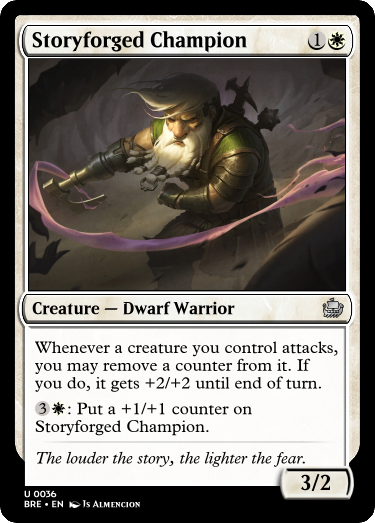 Storyforged Champion 1
Creature — Dwarf Warrior
Whenever a creature you control attacks,
you may remove a counter from it. If
you do, it gets +2/+2 until end of turn.
3: Put a +1/+1 counter on
Storyforged Champion.
The louder the story, the lighter the fear.
3/2
U 0036
BRE • EN Js Almencion